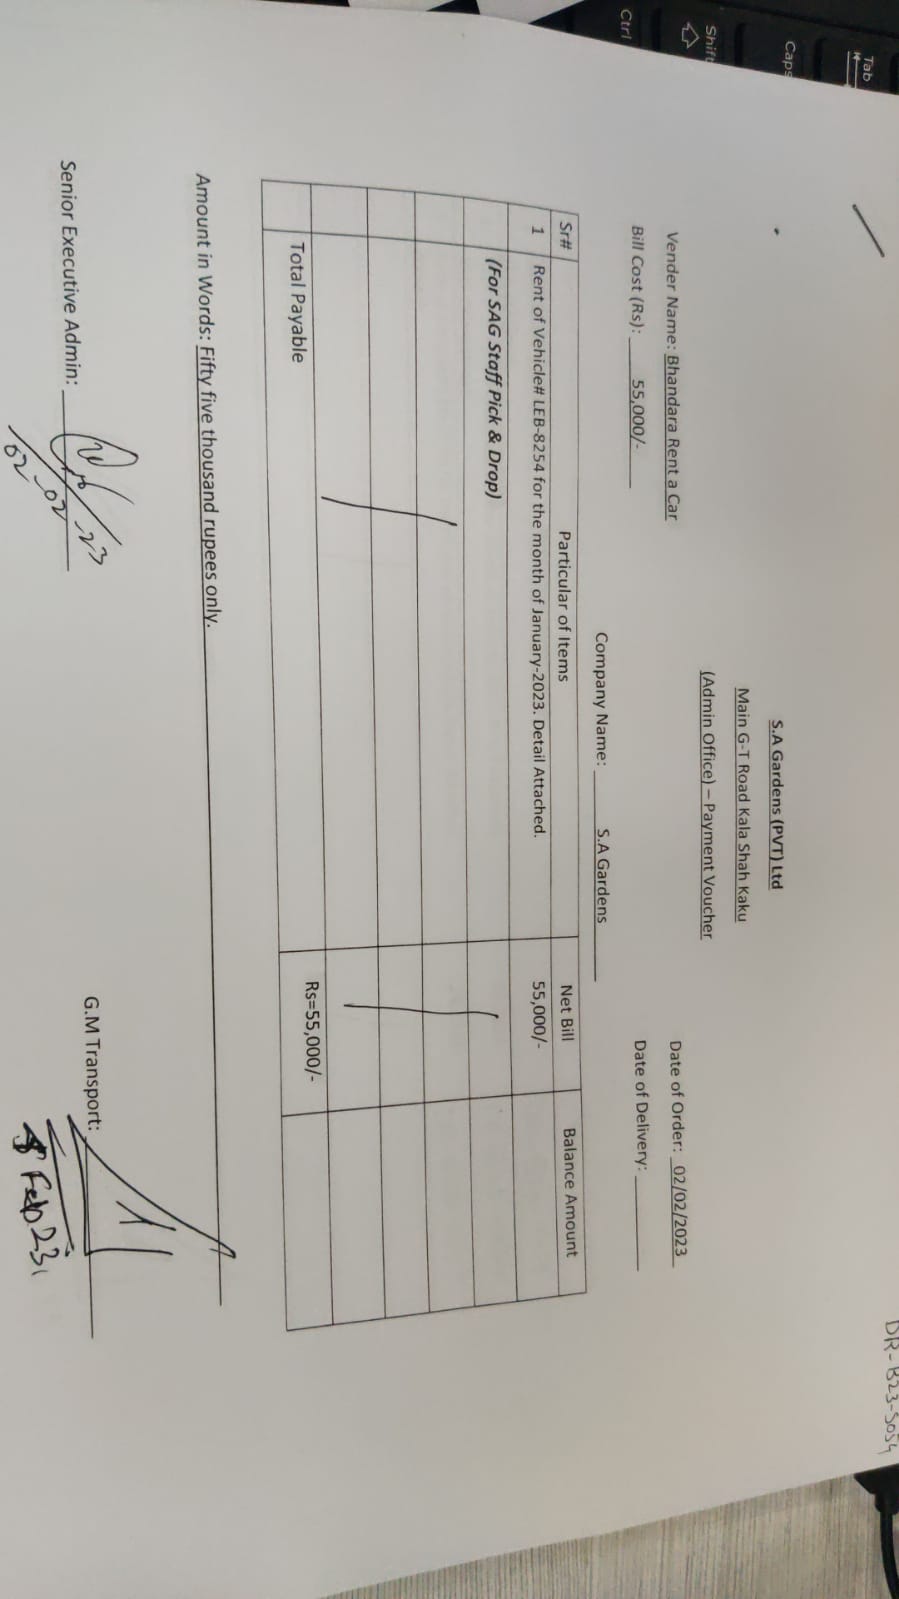 Tab
Caps
Shift
Ctrl
DR-B23-5054
S.A Gardens (PVT) Ltd
Main G-T Road Kala Shah Kaku
(Admin Office) – Payment Voucher
Vender Name: Bhandara Rent a Car Date of Order: 02/02/2023
Bill Cost (Rs): 55,000/- Date of Delivery:
Company Name: S.A Gardens
Sr# Particular of Items Net Bill Balance Amount
1 Rent of Vehicle# LEB-8254 for the month of January-2023. Detail Attached. 55,000/-
(For SAG Staff Pick & Drop)
Total Payable Rs=55,000/-
Amount in Words: Fifty five thousand rupees only.
Senior Executive Admin: G.M Transport:
02-02-23
Feb 23